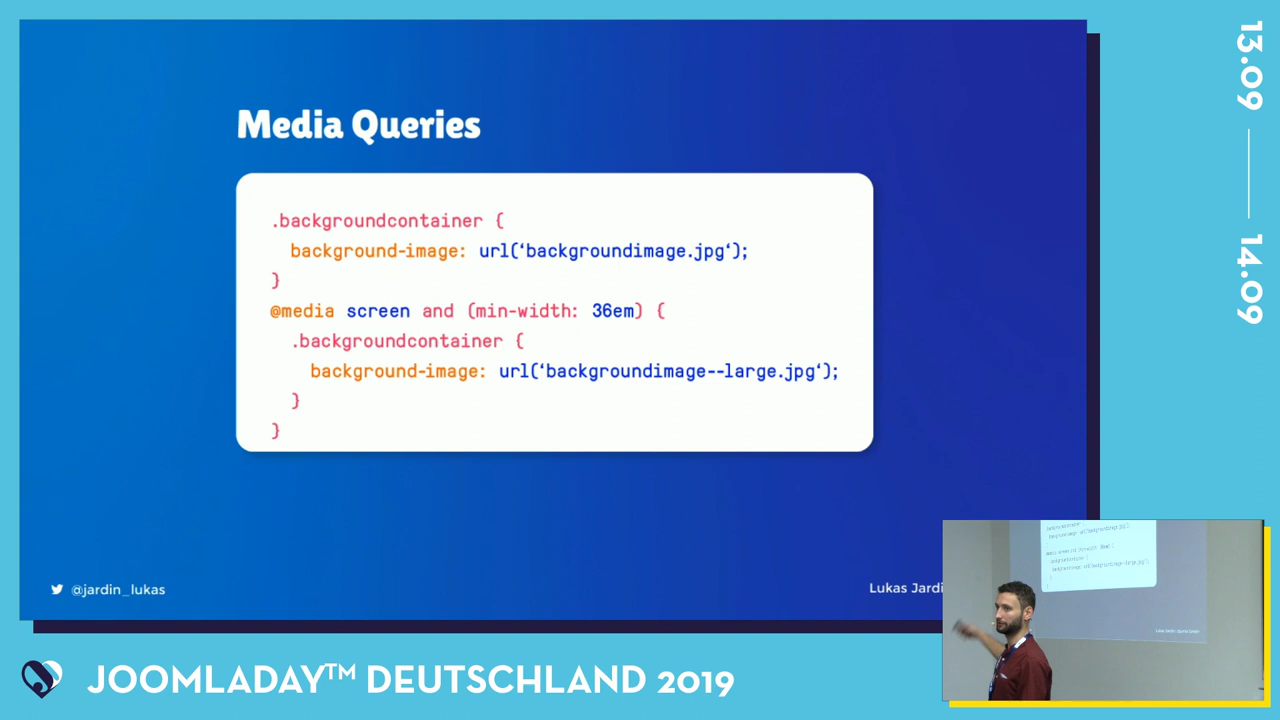 Media Queries
.backgroundcontainer {
background-image: url(‘backgroundimage.jpg‘);
}
@media screen and (min-width: 36em) {
.backgroundcontainer {
background-image: url(‘backgroundimage--large.jpg‘);
}
}
@jardin_lukas
Lukas Jardi
JOOMLADAY™ DEUTSCHLAND 2019
13.09
14.09